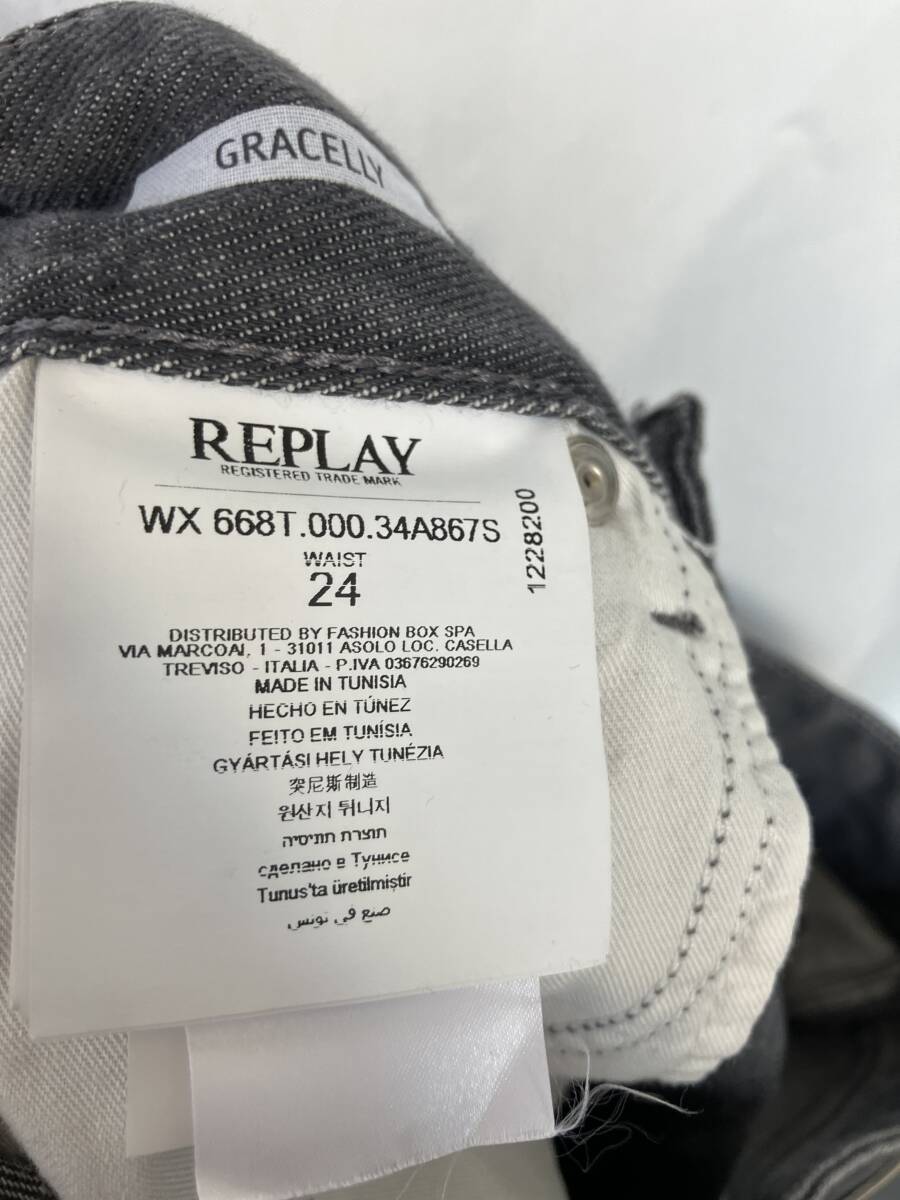 GRACELLY
REPLAY
REGISTERED TRADE MARK
WX 668T.000.34A867S
1228200
WAIST
24
DISTRIBUTED BY FASHION BOX SPA
VIA MARCOAI, 1 - 31011 ASOLO LOC. CASELLA
TREVISO - ITALIA - P.IVA 03676290269
MADE IN TUNISIA
HECHO EN TÚNEZ
FEITO EM TUNÍSIA
GYÁRTÁSI HELY TUNÉZIA
突尼斯制造
원산지 튀니지
תוצרת תוניסיה
сделано в Тунисе
Tunus'ta üretilmiştir
صنع في تونس